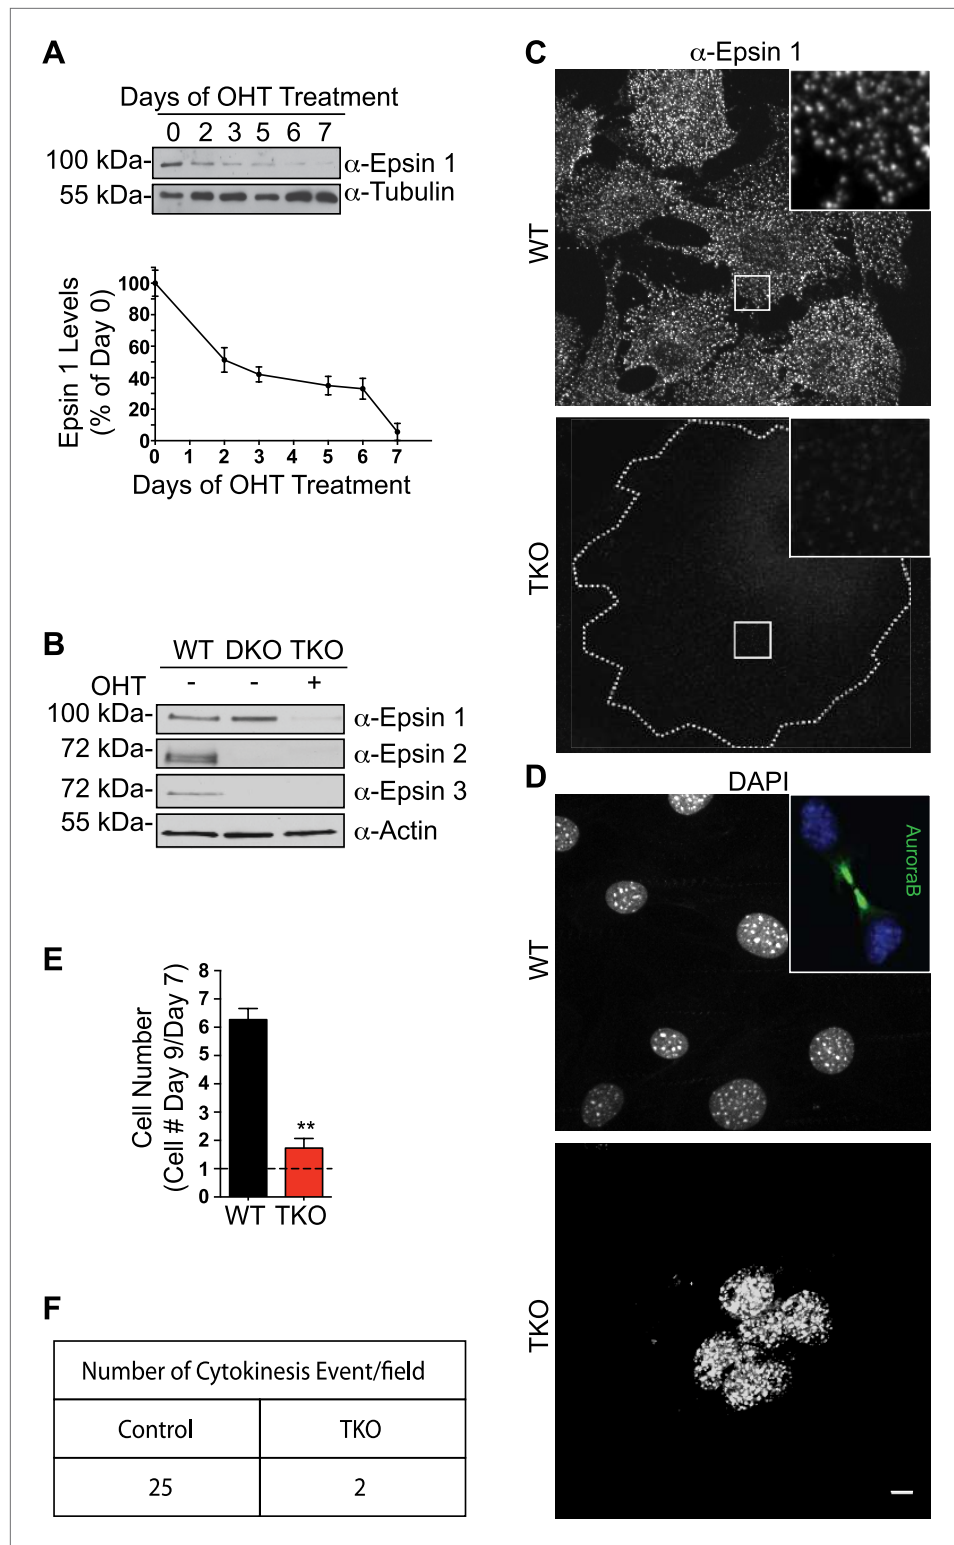 A
Days of OHT Treatment
0 2 3 5 6 7
100 kDa- α-Epsin 1
55 kDa- α-Tubulin
Epsin 1 Levels
(% of Day 0)
100
80
60
40
20
0
0 1 2 3 4 5 6 7
Days of OHT Treatment
B
WT DKO TKO
OHT - - +
100 kDa- α-Epsin 1
72 kDa- α-Epsin 2
72 kDa- α-Epsin 3
55 kDa- α-Actin
E
Cell Number
(Cell # Day 9/Day 7)
8
7
6
5
4
3
2
1
0
**
WT TKO
F
Number of Cytokinesis Event/field
Control TKO
25 2
C
α-Epsin 1
WT
TKO
D
DAPI
WT
AuroraB
TKO